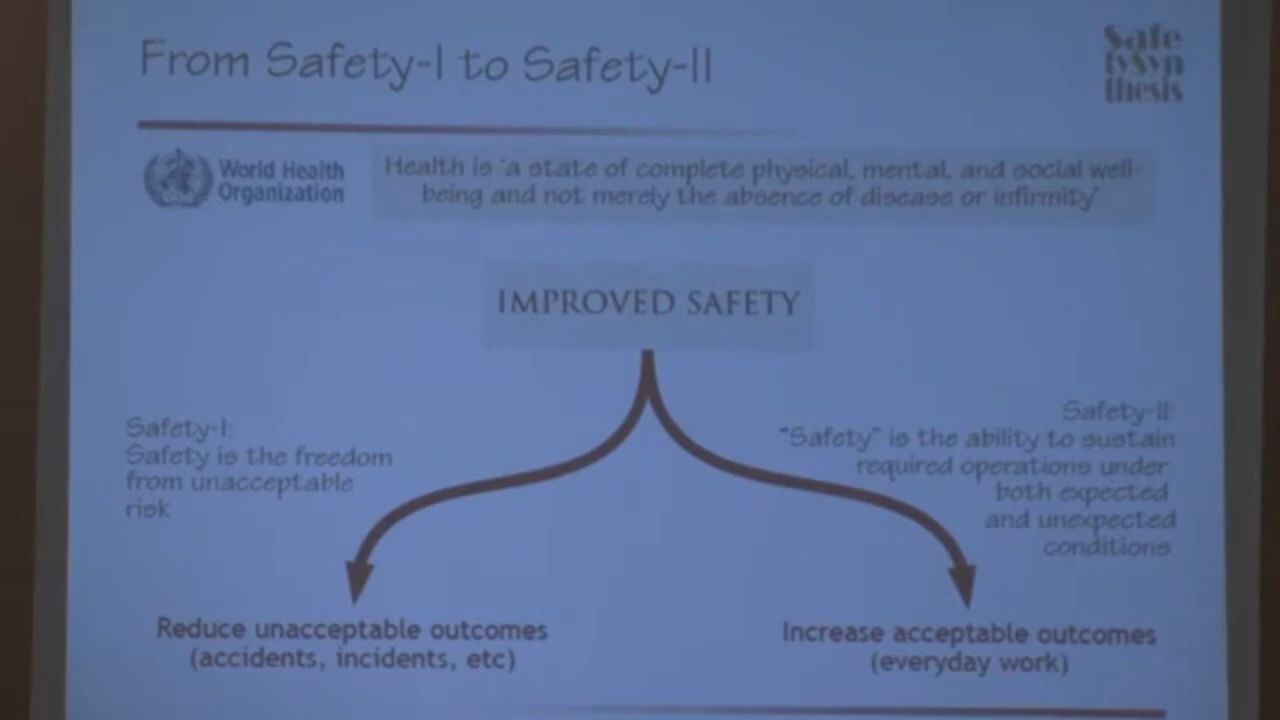 From Safety-I to Safety-II
Safe
tySyn
thesis
World Health
Organization
Health is 'a state of complete physical, mental, and social well-
being and not merely the absence of disease or infirmity'
IMPROVED SAFETY
Safety-I:
Safety is the freedom
from unacceptable
risk
Safety-II:
"Safety" is the ability to sustain
required operations under
both expected
and unexpected
conditions
Reduce unacceptable outcomes
(accidents, incidents, etc)
Increase acceptable outcomes
(everyday work)